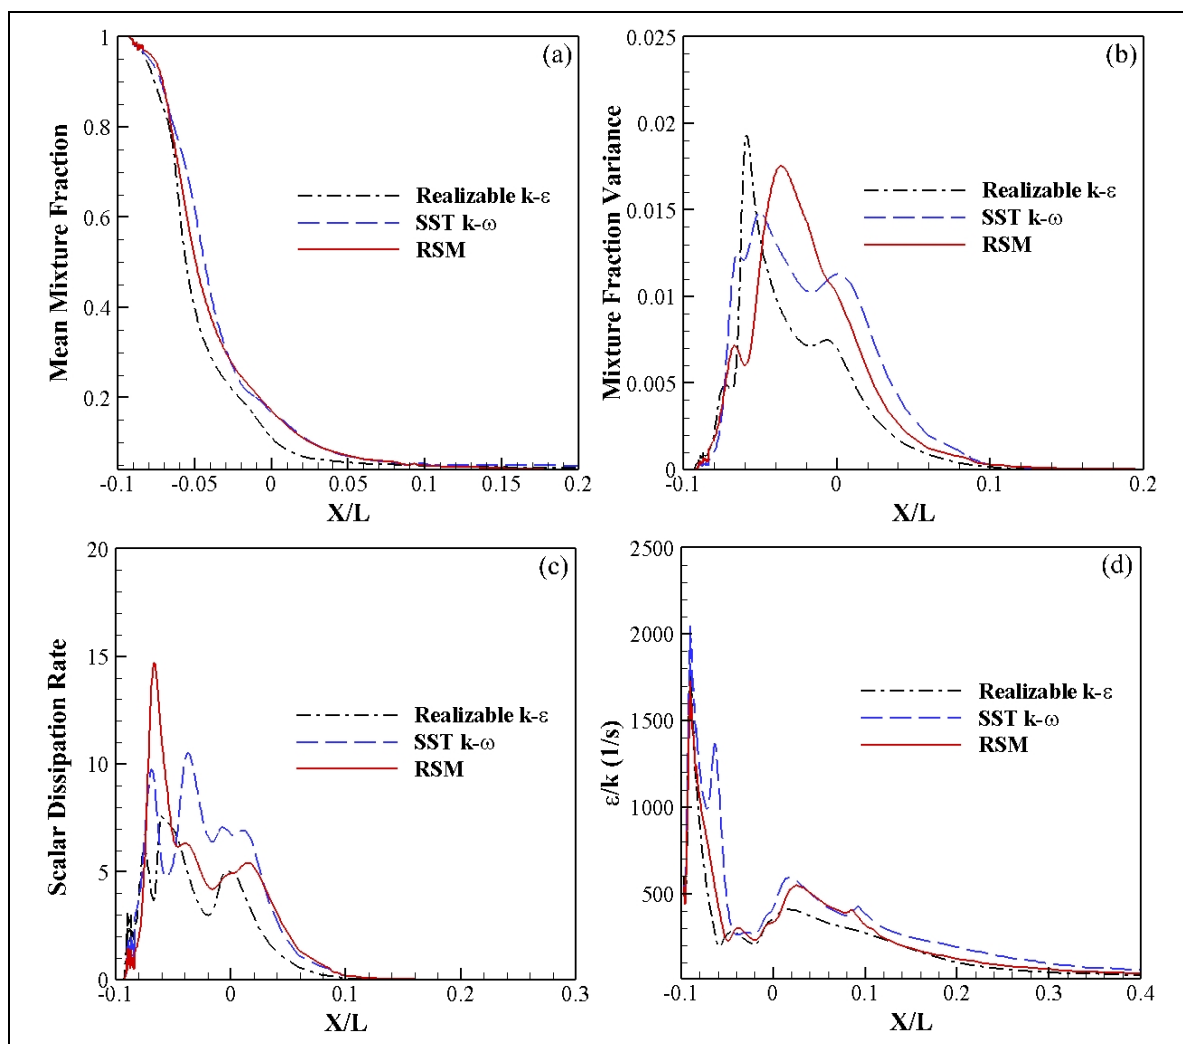 (a)
Mean Mixture Fraction
1
0.8
0.6
0.4
0.2
Realizable k-ε
SST k-ω
RSM
-0.1 -0.05 0 0.05 0.1 0.15 0.2
X/L
(b)
Mixture Fraction Variance
0.025
0.02
0.015
0.01
0.005
0
Realizable k-ε
SST k-ω
RSM
-0.1 0 0.1 0.2
X/L
(c)
Scalar Dissipation Rate
20
15
10
5
0
Realizable k-ε
SST k-ω
RSM
-0.1 0 0.1 0.2 0.3
X/L
(d)
ε/k (1/s)
2500
2000
1500
1000
500
Realizable k-ε
SST k-ω
RSM
-0.1 0 0.1 0.2 0.3 0.4
X/L